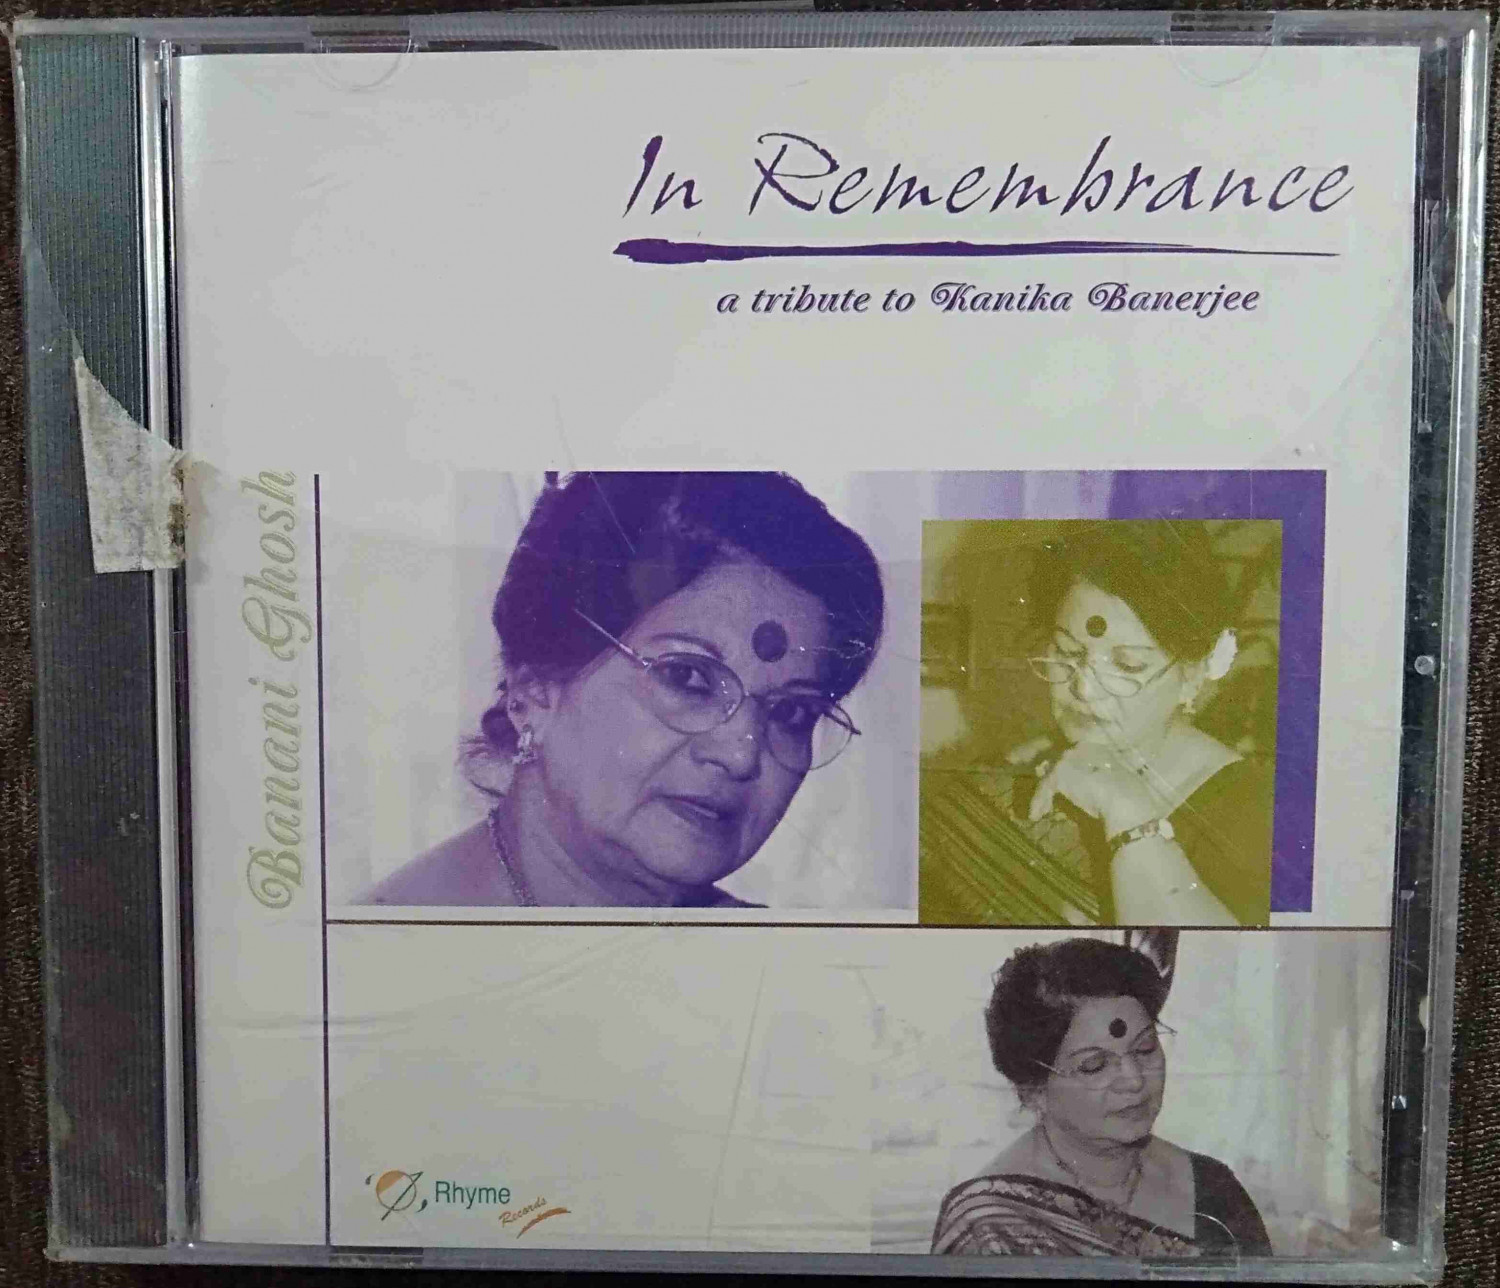 In Remembrance
a tribute to Kanika Banerjee
Banani Ghosh
Rhyme
Records